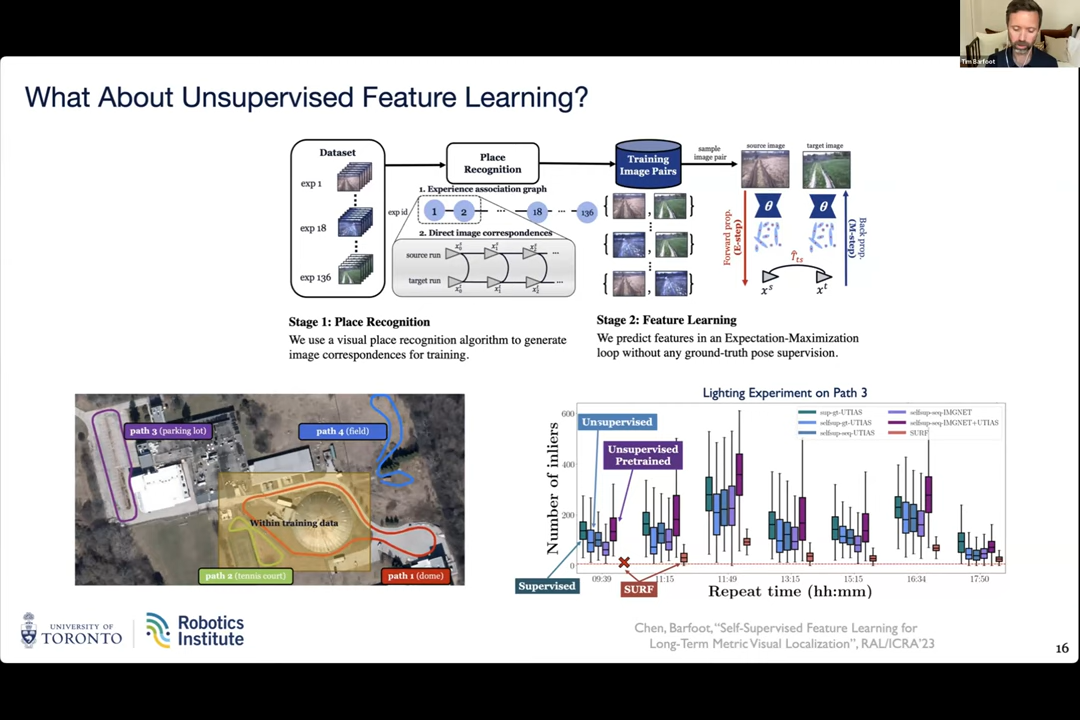 Tim Barfoot
What About Unsupervised Feature Learning?
Dataset
exp 1
exp 18
exp 136
Place
Recognition
1. Experience association graph
exp id
1 2 ... 18 ... 136
2. Direct image correspondences
source run
target run
Training
Image Pairs
sample
image pair
source image
target image
Forward prop.
(E-step)
θ θ
Back prop.
(M-step)
T̂ts
xˢ xᵗ
Stage 1: Place Recognition
We use a visual place recognition algorithm to generate
image correspondences for training.
Stage 2: Feature Learning
We predict features in an Expectation-Maximization
loop without any ground-truth pose supervision.
path 3 (parking lot)
path 4 (field)
Within training data
path 2 (tennis court)
path 1 (dome)
Lighting Experiment on Path 3
Number of inliers
600
400
200
0
Unsupervised
Unsupervised
Pretrained
Supervised
SURF
sup-gt-UTIAS
selfsup-gt-UTIAS
selfsup-seq-UTIAS
selfsup-seq-IMGNET
selfsup-seq-IMGNET+UTIAS
SURF
09:39 11:15 11:49 13:15 15:15 16:34 17:50
Repeat time (hh:mm)
UNIVERSITY OF
TORONTO
Robotics
Institute
Chen, Barfoot, “Self-Supervised Feature Learning for
Long-Term Metric Visual Localization”, RAL/ICRA’23
16